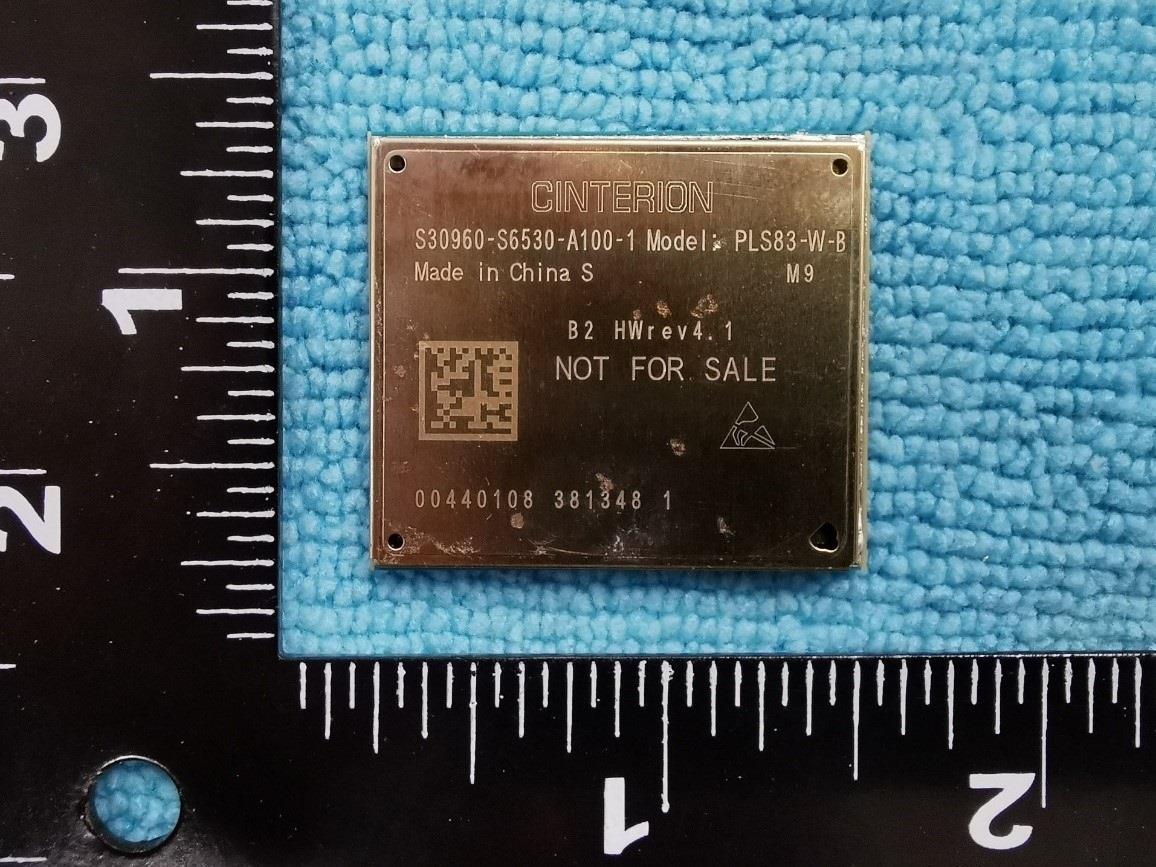 CINTERION
S30960-S6530-A100-1 Model: PLS83-W-B
Made in China S M9
B2 HWrev4.1
NOT FOR SALE
00440108 381348 1
3
1
2
1 2